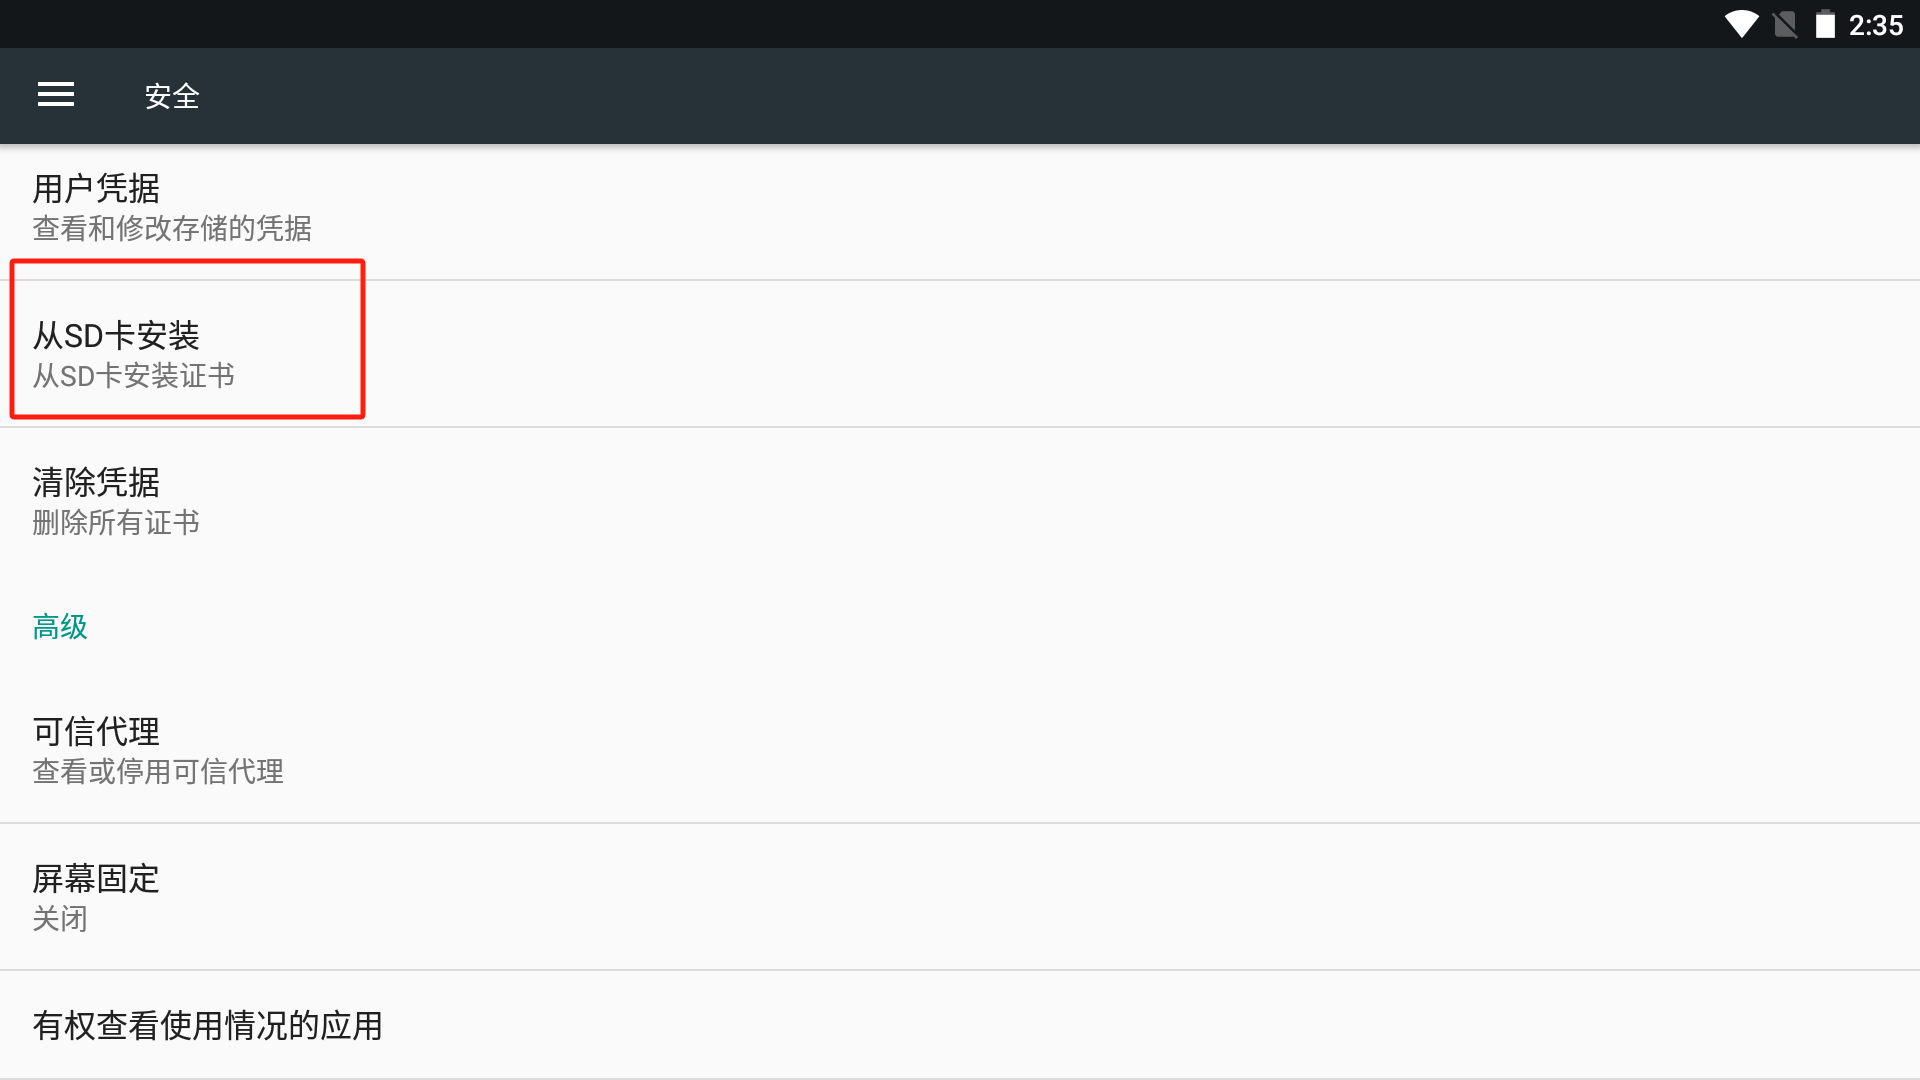 2:35
安全
用户凭据
查看和修改存储的凭据
从SD卡安装
从SD卡安装证书
清除凭据
删除所有证书
高级
可信代理
查看或停用可信代理
屏幕固定
关闭
有权查看使用情况的应用